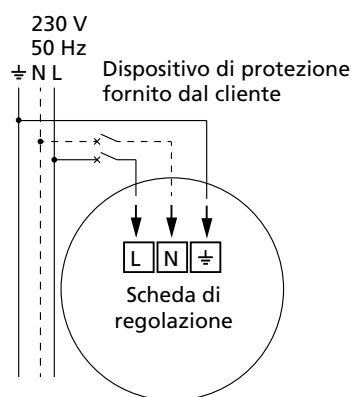 230 V
50 Hz
⏚ N L
Dispositivo di protezione
fornito dal cliente
L N ⏚
Scheda di
regolazione